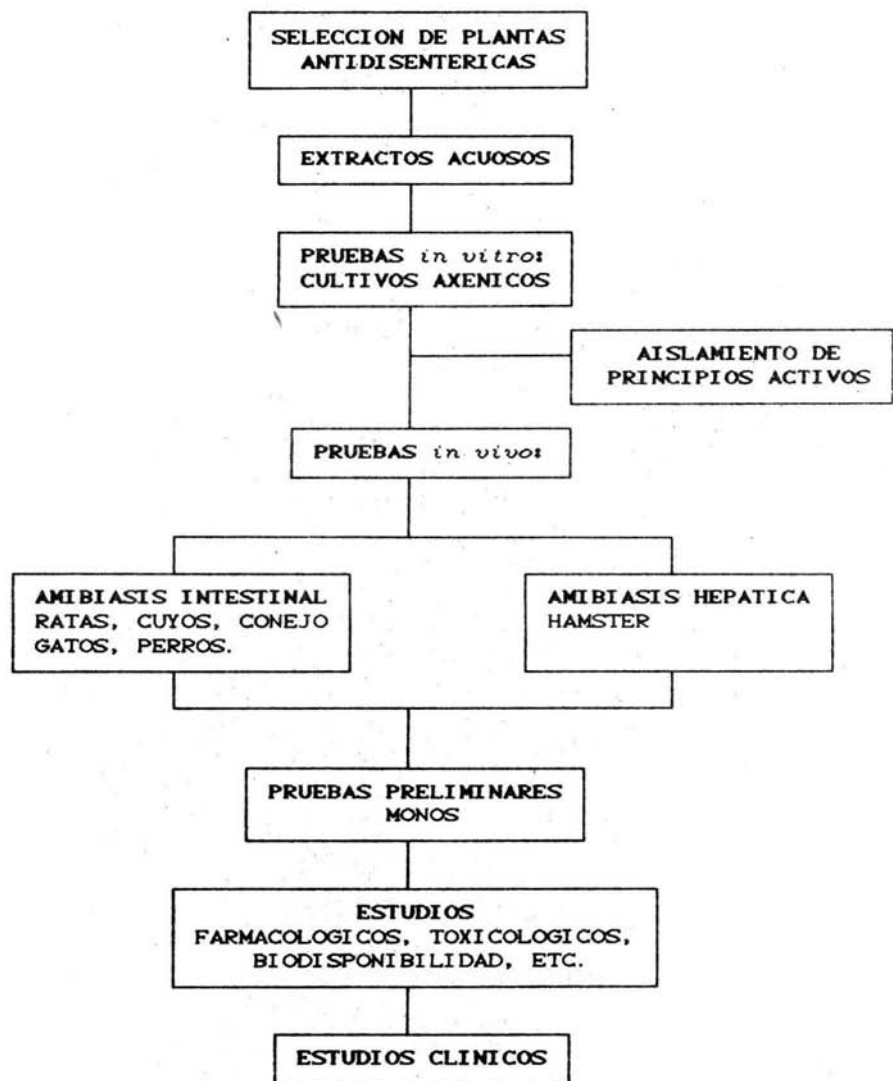 SELECCION DE PLANTAS
ANTIDISENTERICAS
EXTRACTOS ACUOSOS
PRUEBAS in vitro:
CULTIVOS AXENICOS
AISLAMIENTO DE
PRINCIPIOS ACTIVOS
PRUEBAS in vivo:
AMIBIASIS INTESTINAL
RATAS, CUYOS, CONEJO
GATOS, PERROS.
AMIBIASIS HEPATICA
HAMSTER
PRUEBAS PRELIMINARES
MONOS
ESTUDIOS
FARMACOLOGICOS, TOXICOLOGICOS,
BIODISPONIBILIDAD, ETC.
ESTUDIOS CLINICOS